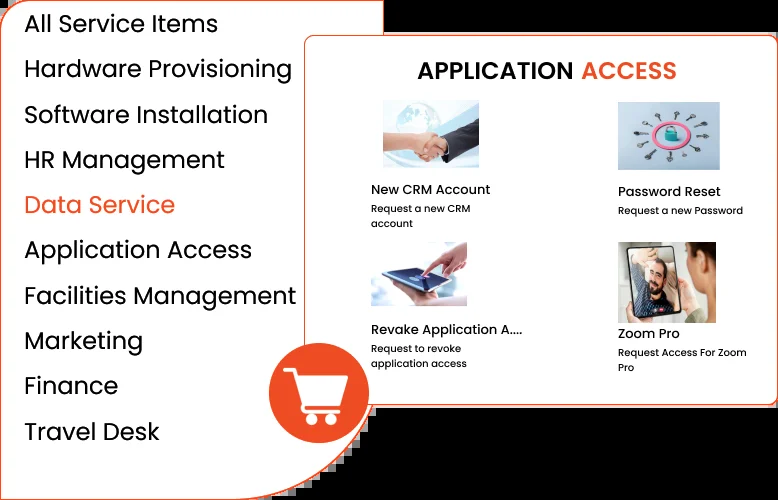 All Service Items
Hardware Provisioning
Software Installation
HR Management
Data Service
Application Access
Facilities Management
Marketing
Finance
Travel Desk
APPLICATION ACCESS
New CRM Account
Request a new CRM
account
Password Reset
Request a new Password
Revake Application A....
Request to revoke
application access
Zoom Pro
Request Access For Zoom
Pro